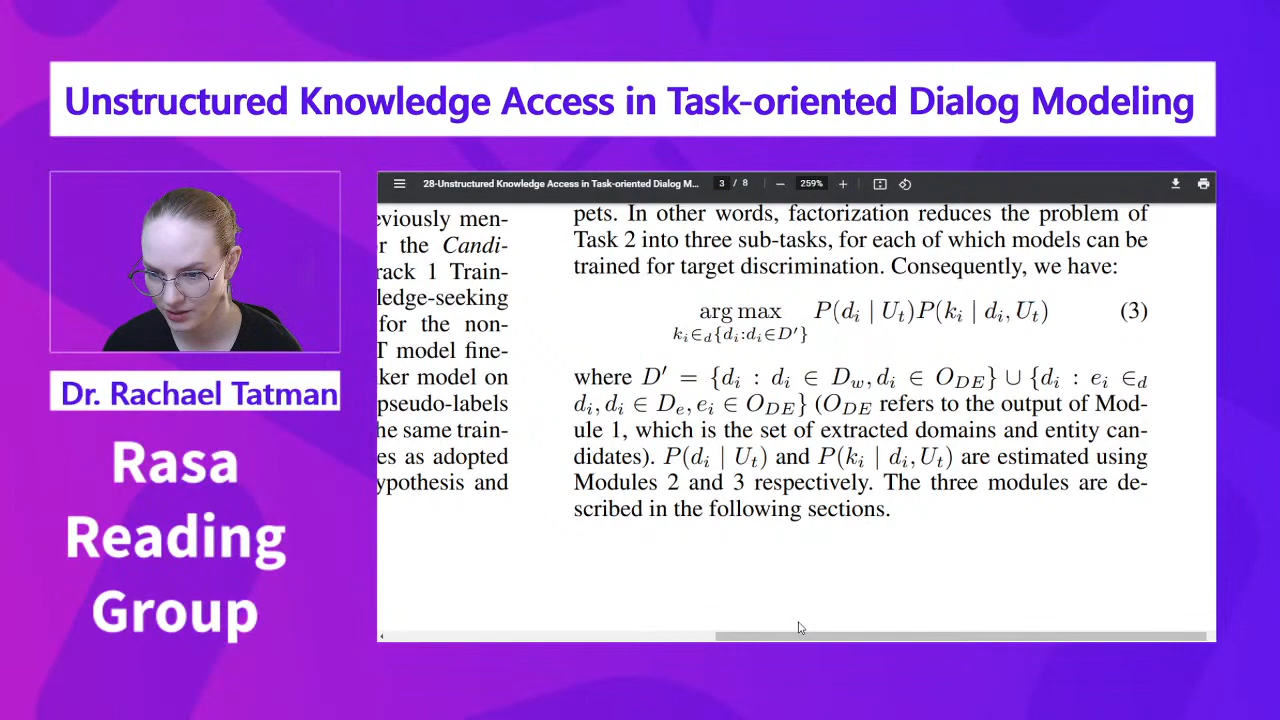 Unstructured Knowledge Access in Task-oriented Dialog Modeling
28-Unstructured Knowledge Access in Task-oriented Dialog M...
3 / 8
259%
eviously men-
r the Candi-
rack 1 Train-
ledge-seeking
for the non-
T model fine-
ker model on
pseudo-labels
he same train-
es as adopted
ypothesis and
pets. In other words, factorization reduces the problem of
Task 2 into three sub-tasks, for each of which models can be
trained for target discrimination. Consequently, we have:
arg max P(d_i | U_t)P(k_i | d_i, U_t) (3)
k_i∈_d{d_i:d_i∈D′}
where D′ = {d_i : d_i ∈ D_w, d_i ∈ O_DE} ∪ {d_i : e_i ∈_d
d_i, d_i ∈ D_e, e_i ∈ O_DE} (O_DE refers to the output of Mod-
ule 1, which is the set of extracted domains and entity can-
didates). P(d_i | U_t) and P(k_i | d_i, U_t) are estimated using
Modules 2 and 3 respectively. The three modules are de-
scribed in the following sections.
Dr. Rachael Tatman
Rasa
Reading
Group